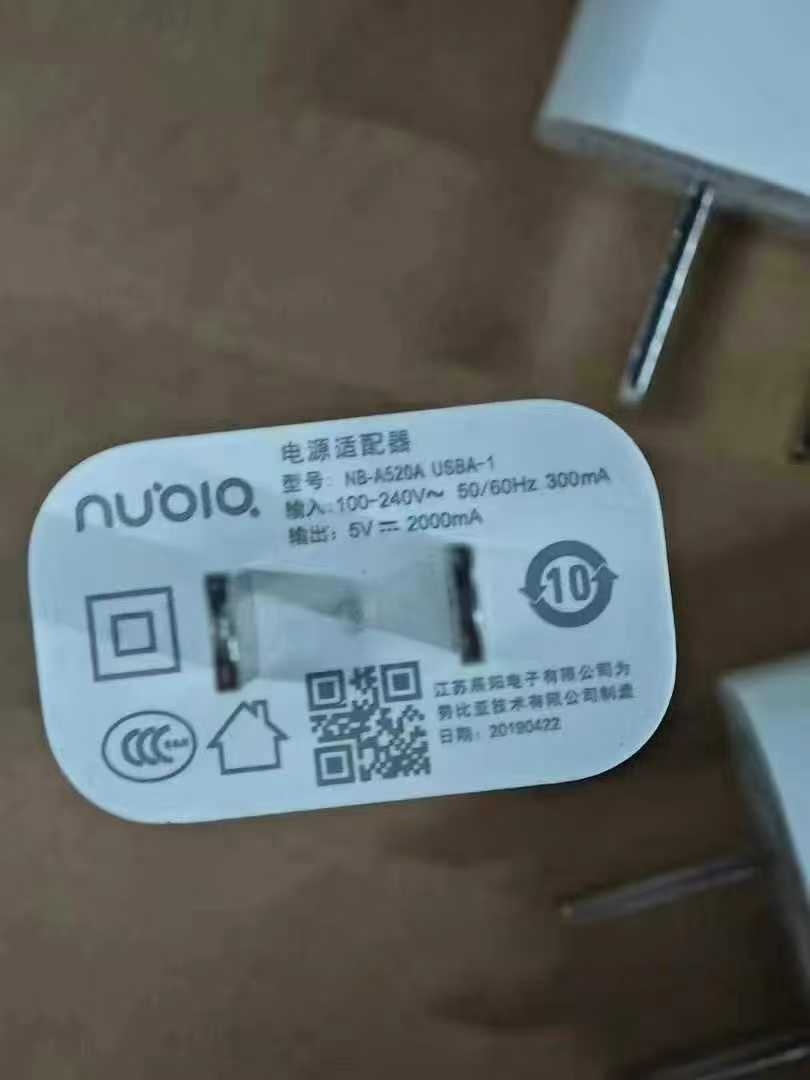 nubia
电源适配器
型号: NB-A520A USBA-1
输入:100-240V~ 50/60Hz 300mA
输出: 5V⎓2000mA
10
CCC
江苏辰阳电子有限公司为
努比亚技术有限公司制造
日期: 20190422